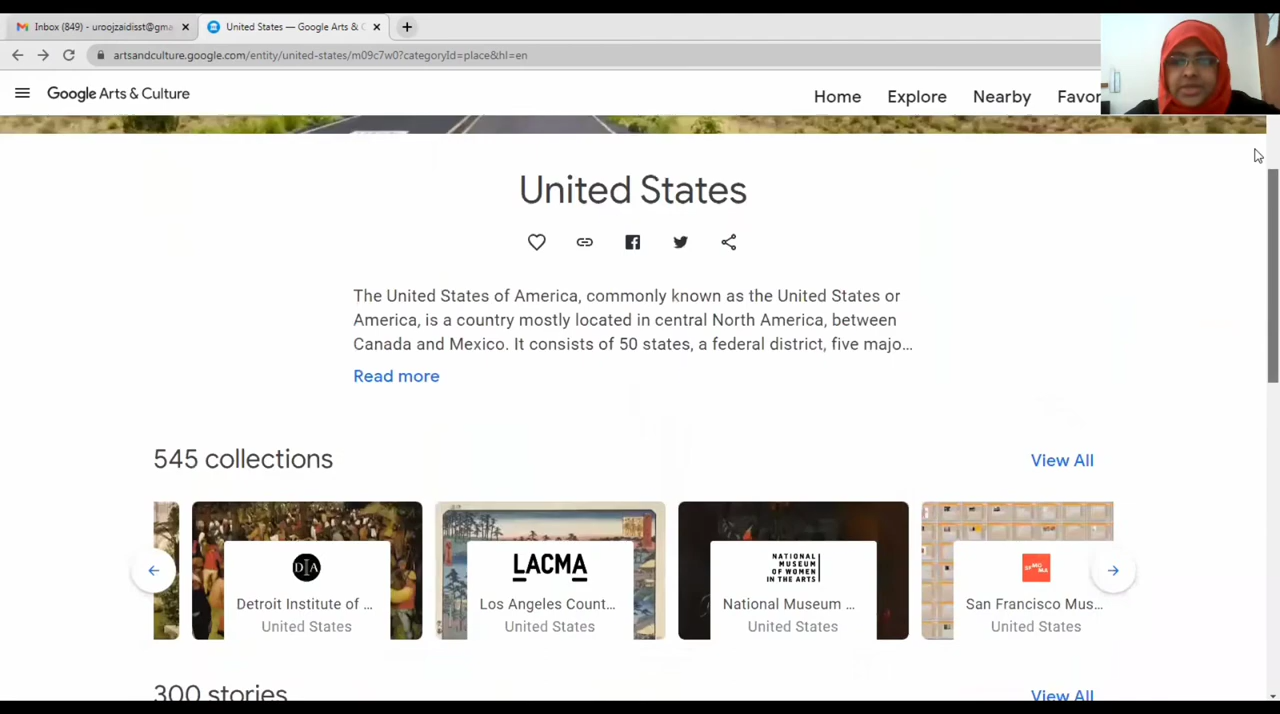 Inbox (849) - uroojzaidisst@gma
United States — Google Arts & C
artsandculture.google.com/entity/united-states/m09c7w0?categoryId=place&hl=en
Google Arts & Culture
Home Explore Nearby Favor
United States
The United States of America, commonly known as the United States or
America, is a country mostly located in central North America, between
Canada and Mexico. It consists of 50 states, a federal district, five majo...
Read more
545 collections
View All
DIA
Detroit Institute of ...
United States
LACMA
Los Angeles Count...
United States
NATIONAL
MUSEUM
OF WOMEN
IN THE ARTS
National Museum ...
United States
SFMOMA
San Francisco Mus...
United States
300 stories
View All